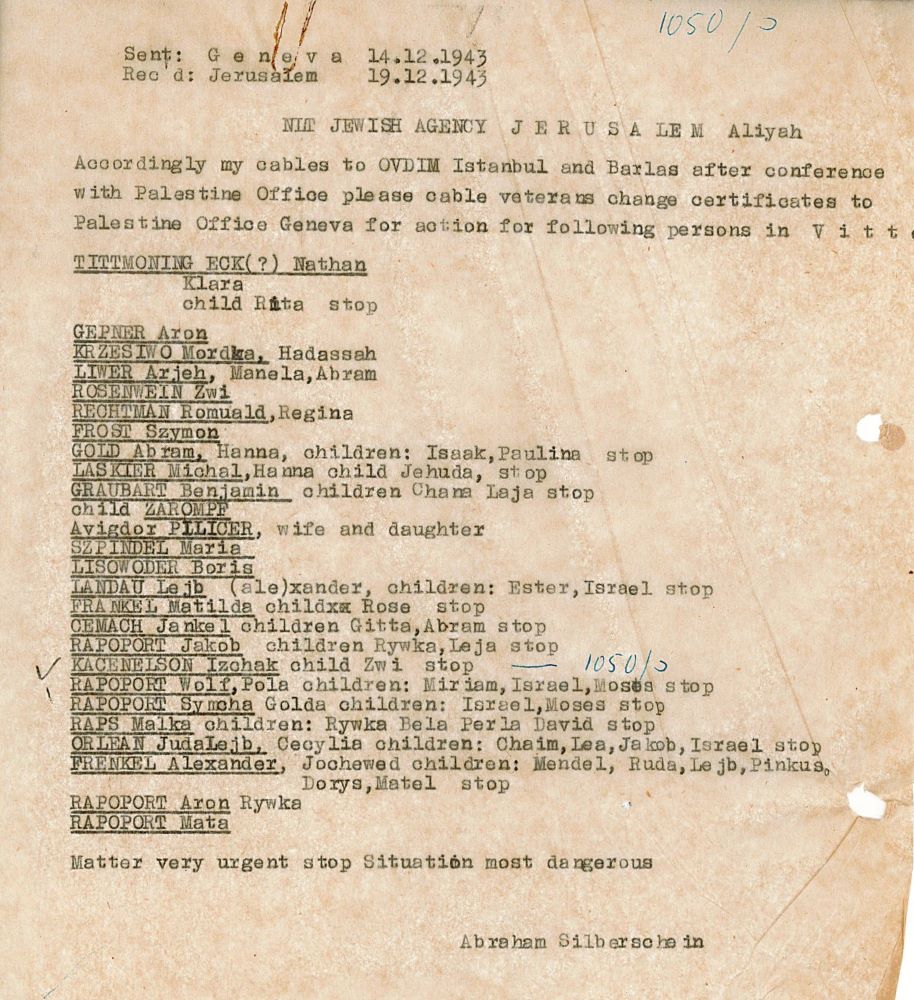 1050/
Sent: G e n e v a 14.12.1943
Rec'd: Jerusalem 19.12.1943
NLT JEWISH AGENCY J E R U S A L E M Aliyah
Accordingly my cables to OVDIM Istanbul and Barlas after conference
with Palestine Office please cable veterans change certificates to
Palestine Office Geneva for action for following persons in V i t t
TITTMONING ECK(?) Nathan
Klara
child Rita stop
GEPNER Aron
KRZESIWO Mordka, Hadassah
LIWER Arjeh, Manela,Abram
ROSENWEIN Zwi
RECHTMAN Romuald,Regina
FROST Szymon
GOLD Abram, Hanna, children: Isaak,Paulina stop
LASKIER Michal,Hanna child Jehuda, stop
GRAUBART Benjamin children Chana Laja stop
child ZAROMPF
Avigdor PILICER, wife and daughter
SZPINDEL Maria
LISOWODER Boris
LANDAU Lejb (ale)xander, children: Ester,Israel stop
FRANKEL Matilda childxx Rose stop
CEMACH Jankel children Gitta,Abram stop
RAPOPORT Jakob children Rywka,Leja stop
✓ KACENELSON Izchak child Zwi stop — 1050/
RAPOPORT Wolf,Pola children: Miriam,Israel,Moses stop
RAPOPORT Symcha Golda children: Israel,Moses stop
RAPS Malka children: Rywka Bela Perla David stop
ORLEAN JudaLejb, Cecylia children: Chaim,Lea,Jakob,Israel stop
FRENKEL Alexander, Jochewed children: Mendel, Ruda,Lejb,Pinkus,
Dorys,Matel stop
RAPOPORT Aron Rywka
RAPOPORT Mata
Matter very urgent stop Situation most dangerous
Abraham Silberschein